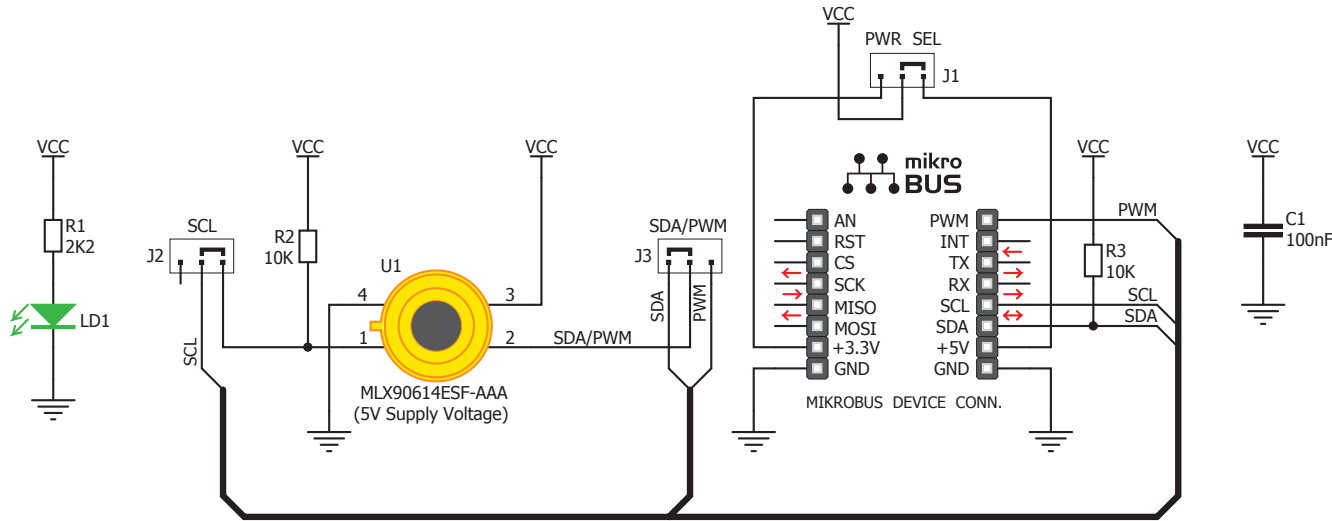 VCC
R1
2K2
LD1
SCL
J2
SCL
VCC
R2
10K
U1
4
3
1
2
VCC
SDA/PWM
MLX90614ESF-AAA
(5V Supply Voltage)
SDA/PWM
J3
SDA
PWM
VCC
PWR SEL
J1
mikro
BUS
AN
RST
CS
SCK
MISO
MOSI
+3.3V
GND
PWM
INT
TX
RX
SCL
SDA
+5V
GND
MIKROBUS DEVICE CONN.
VCC
R3
10K
PWM
SCL
SDA
VCC
C1
100nF